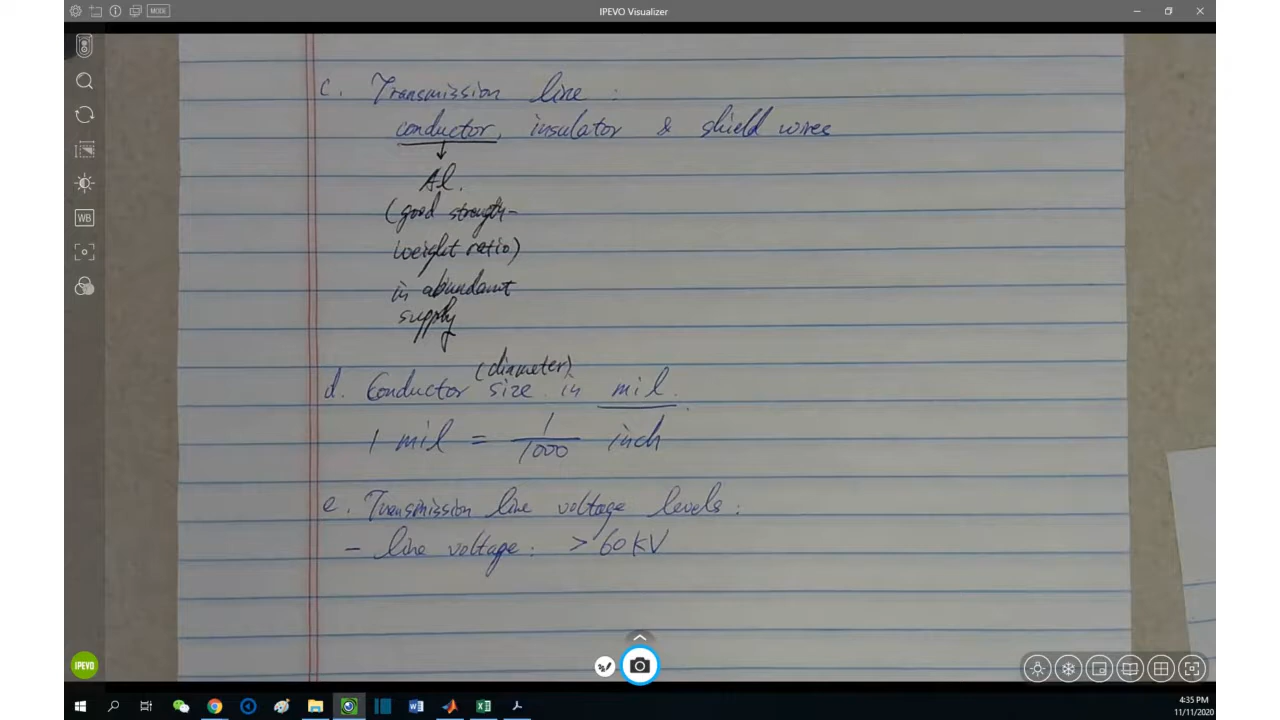 IPEVO Visualizer
MODE
c. Transmission line :
conductor, insulator & shield wires
↓
Al.
(good strength-
weight ratio)
in abundant
supply
WB
(diameter)
d. Conductor size in mil.
1 mil = 1/1000 inch
e. Transmission line voltage levels :
- line voltage : > 60 kV
IPEVO
4:35 PM
11/11/2020